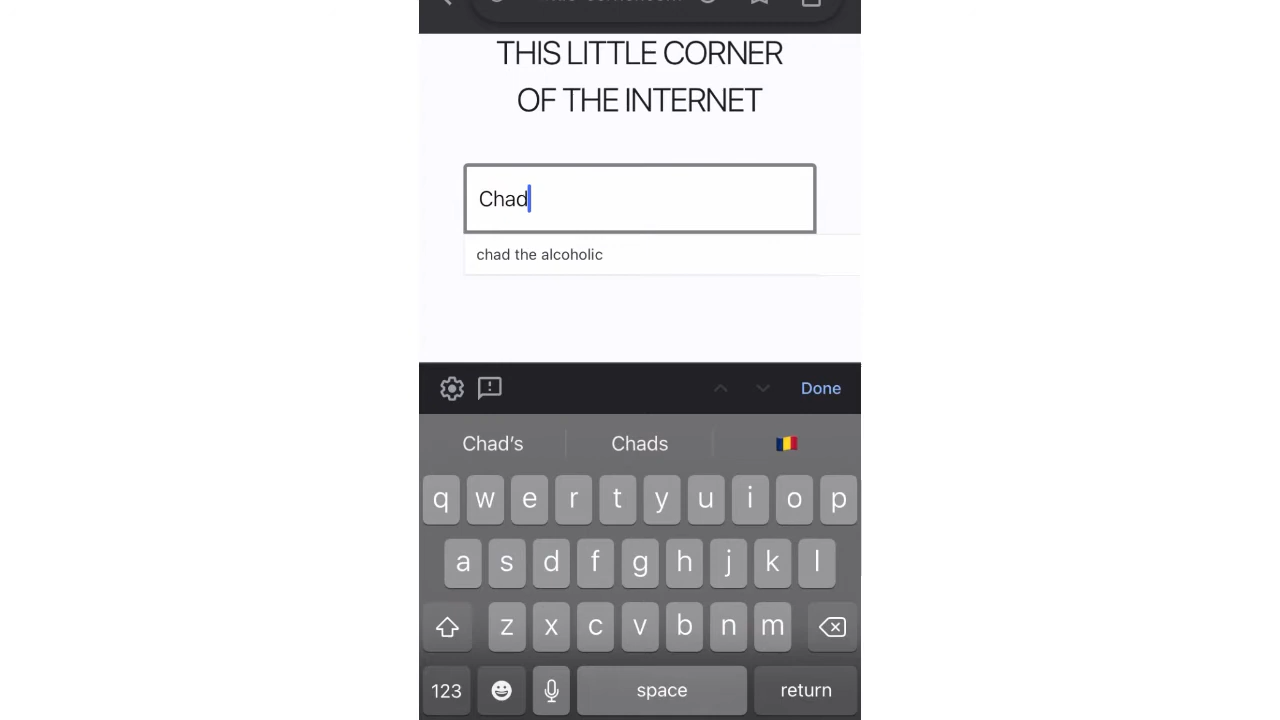 THIS LITTLE CORNER
OF THE INTERNET
Chad
chad the alcoholic
Done
Chad's
Chads
q w e r t y u i o p
a s d f g h j k l
z x c v b n m
123
space
return